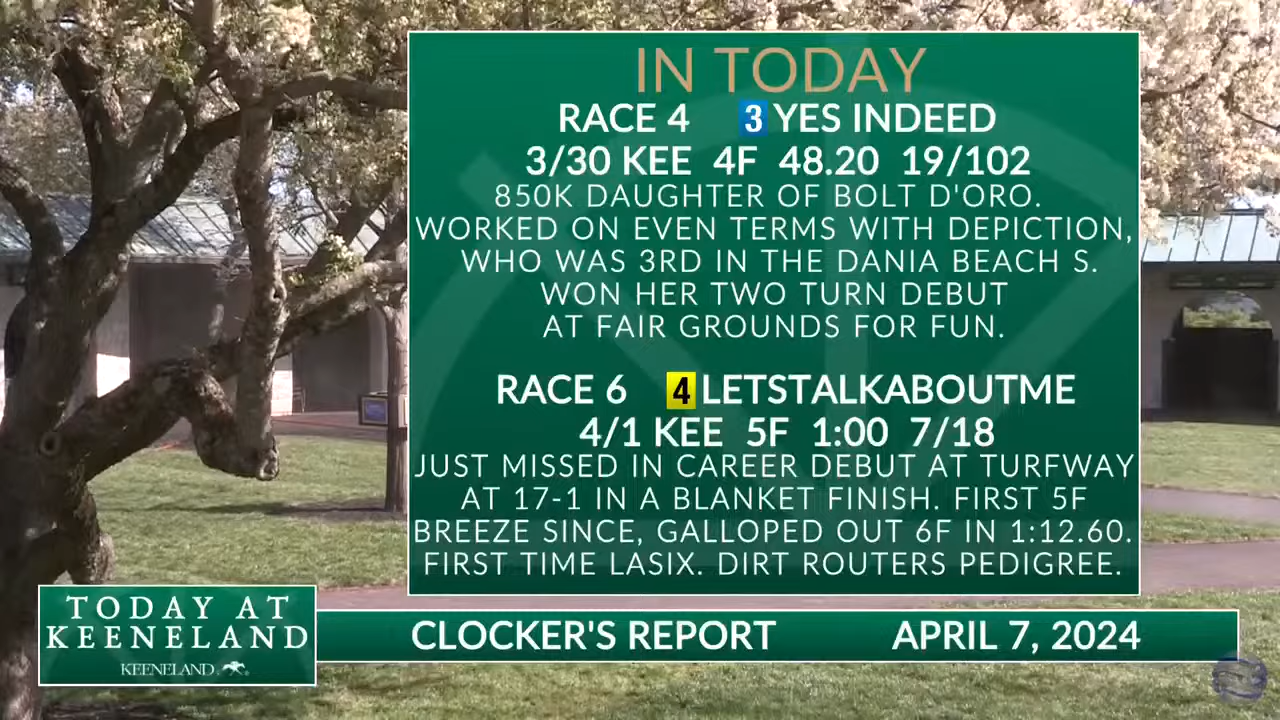 IN TODAY
RACE 4 3 YES INDEED
3/30 KEE 4F 48.20 19/102
850K DAUGHTER OF BOLT D'ORO.
WORKED ON EVEN TERMS WITH DEPICTION,
WHO WAS 3RD IN THE DANIA BEACH S.
WON HER TWO TURN DEBUT
AT FAIR GROUNDS FOR FUN.
RACE 6 4 LETSTALKABOUTME
4/1 KEE 5F 1:00 7/18
JUST MISSED IN CAREER DEBUT AT TURFWAY
AT 17-1 IN A BLANKET FINISH. FIRST 5F
BREEZE SINCE, GALLOPED OUT 6F IN 1:12.60.
FIRST TIME LASIX. DIRT ROUTERS PEDIGREE.
TODAY AT
KEENELAND
KEENELAND
CLOCKER'S REPORT APRIL 7, 2024